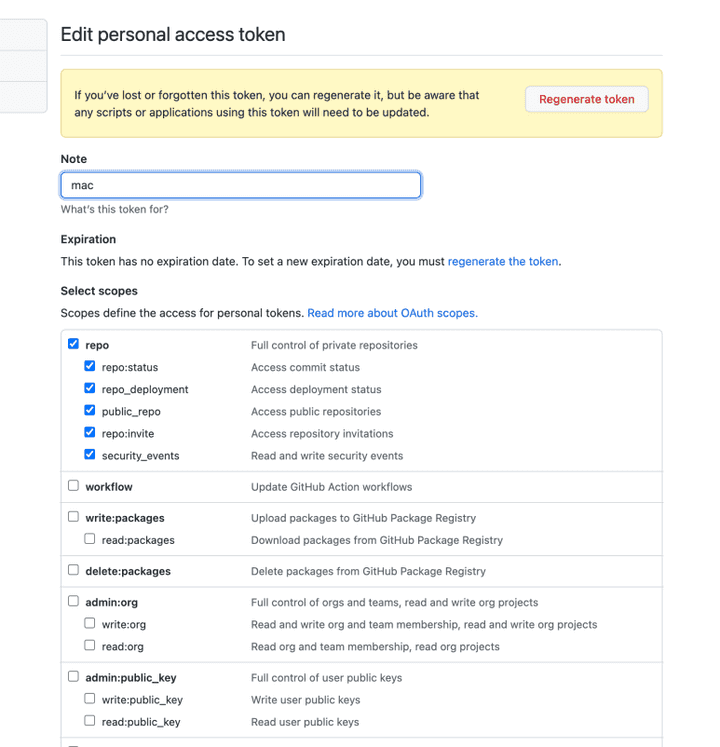 Edit personal access token
If you've lost or forgotten this token, you can regenerate it, but be aware that
any scripts or applications using this token will need to be updated.
Regenerate token
Note
mac
What's this token for?
Expiration
This token has no expiration date. To set a new expiration date, you must regenerate the token.
Select scopes
Scopes define the access for personal tokens. Read more about OAuth scopes.
repo Full control of private repositories
repo:status Access commit status
repo_deployment Access deployment status
public_repo Access public repositories
repo:invite Access repository invitations
security_events Read and write security events
workflow Update GitHub Action workflows
write:packages Upload packages to GitHub Package Registry
read:packages Download packages from GitHub Package Registry
delete:packages Delete packages from GitHub Package Registry
admin:org Full control of orgs and teams, read and write org projects
write:org Read and write org and team membership, read and write org projects
read:org Read org and team membership, read org projects
admin:public_key Full control of user public keys
write:public_key Write user public keys
read:public_key Read user public keys